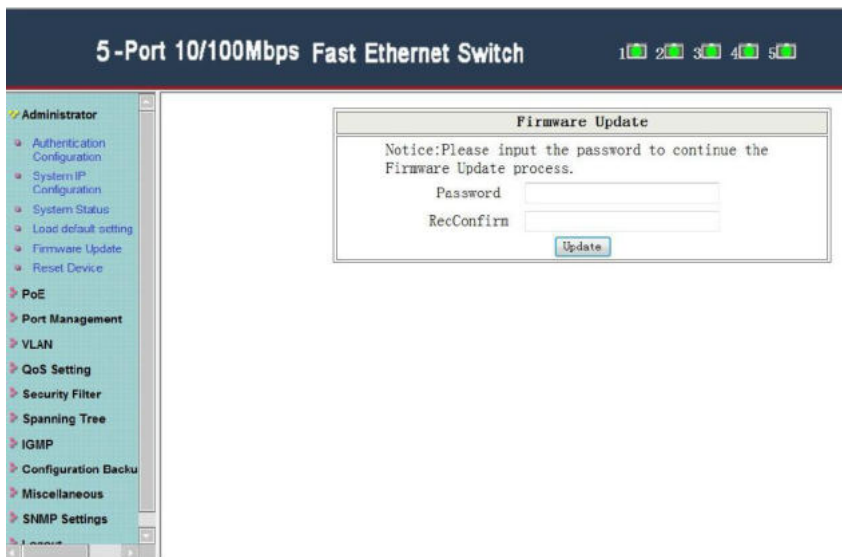 5-Port 10/100Mbps Fast Ethernet Switch
1 2 3 4 5
Administrator
Authentication
Configuration
System IP
Configuration
System Status
Load default setting
Firmware Update
Reset Device
PoE
Port Management
VLAN
QoS Setting
Security Filter
Spanning Tree
IGMP
Configuration Backu
Miscellaneous
SNMP Settings
Logout
Firmware Update
Notice:Please input the password to continue the
Firmware Update process.
Password
RecConfirm
Update